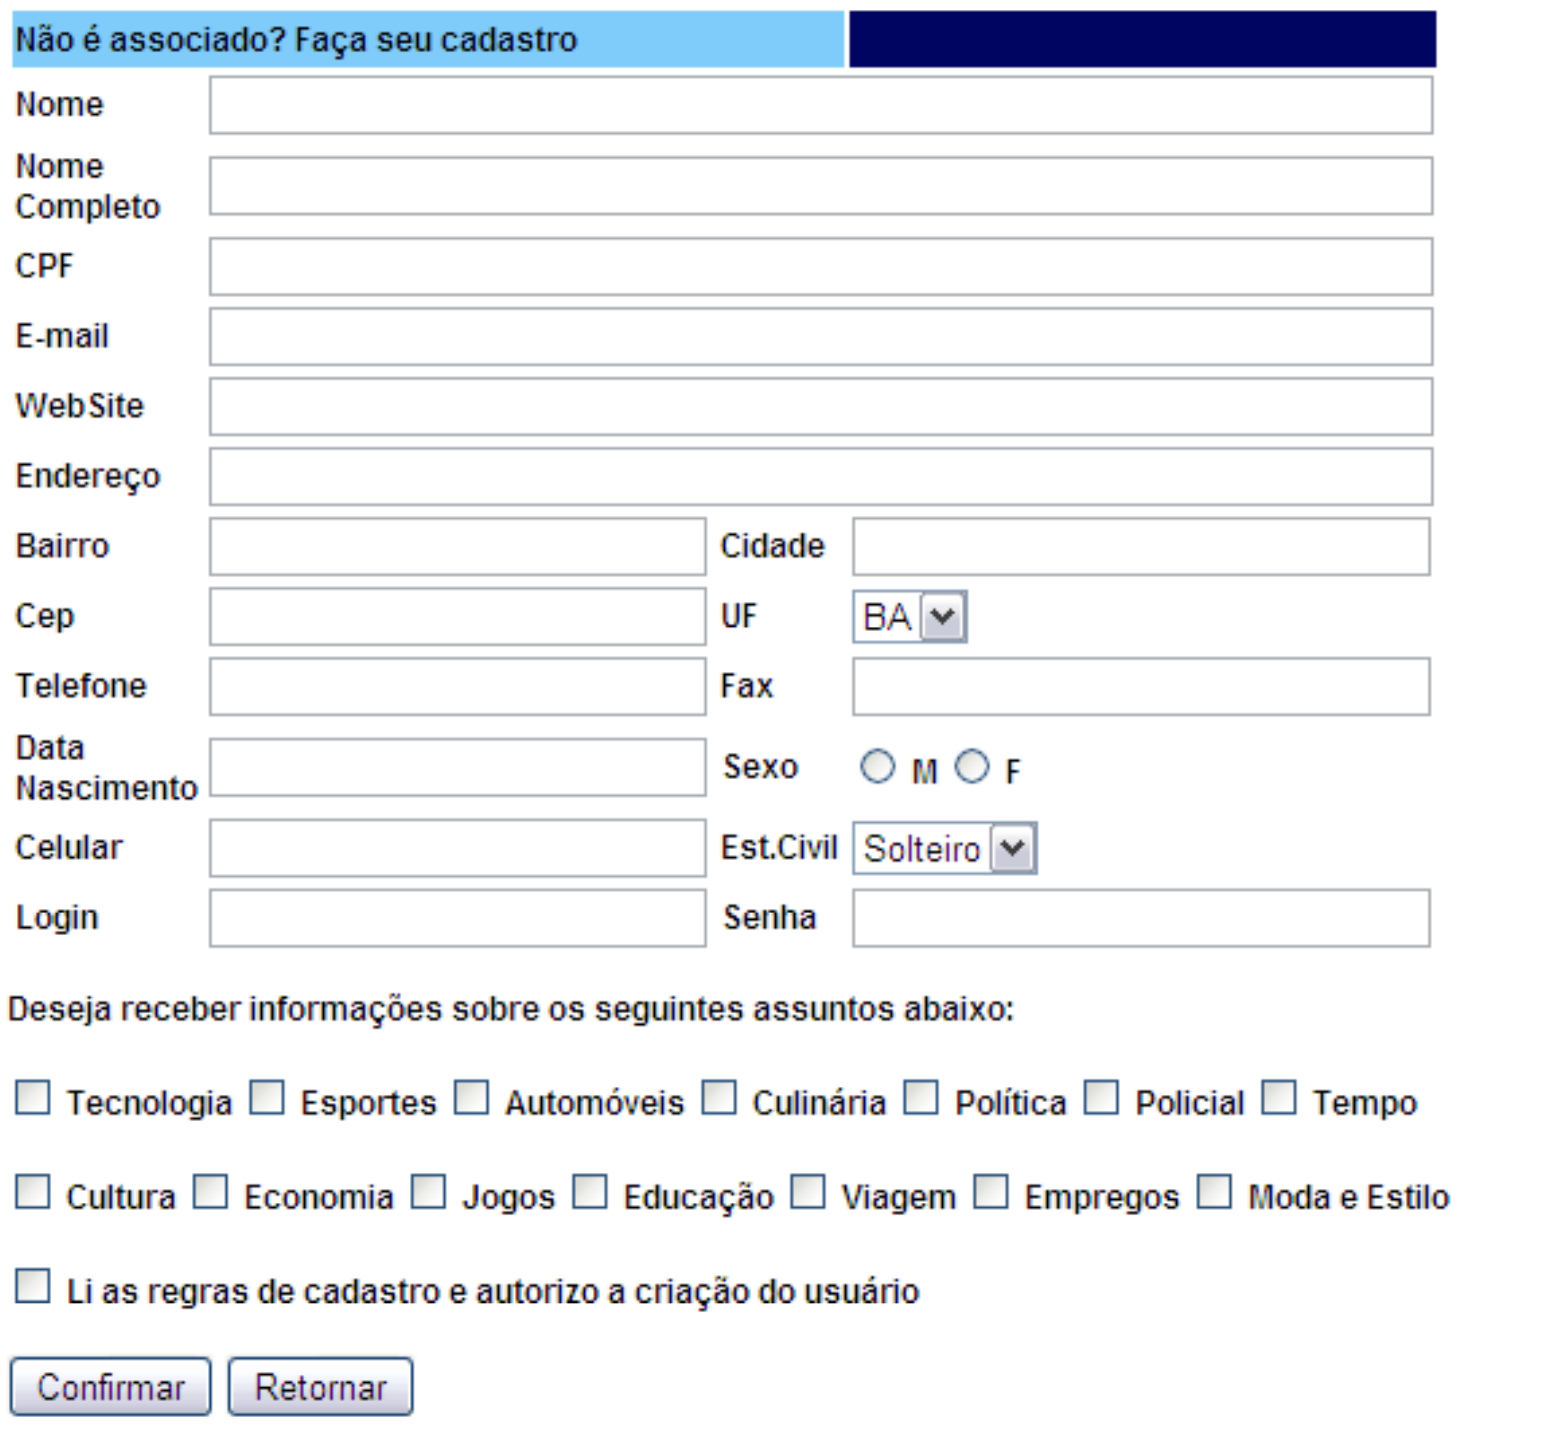 Não é associado? Faça seu cadastro
Nome
Nome
Completo
CPF
E-mail
WebSite
Endereço
Bairro Cidade
Cep UF BA
Telefone Fax
Data
Nascimento Sexo M F
Celular Est.Civil Solteiro
Login Senha
Deseja receber informações sobre os seguintes assuntos abaixo:
Tecnologia Esportes Automóveis Culinária Política Policial Tempo
Cultura Economia Jogos Educação Viagem Empregos Moda e Estilo
Li as regras de cadastro e autorizo a criação do usuário
Confirmar Retornar